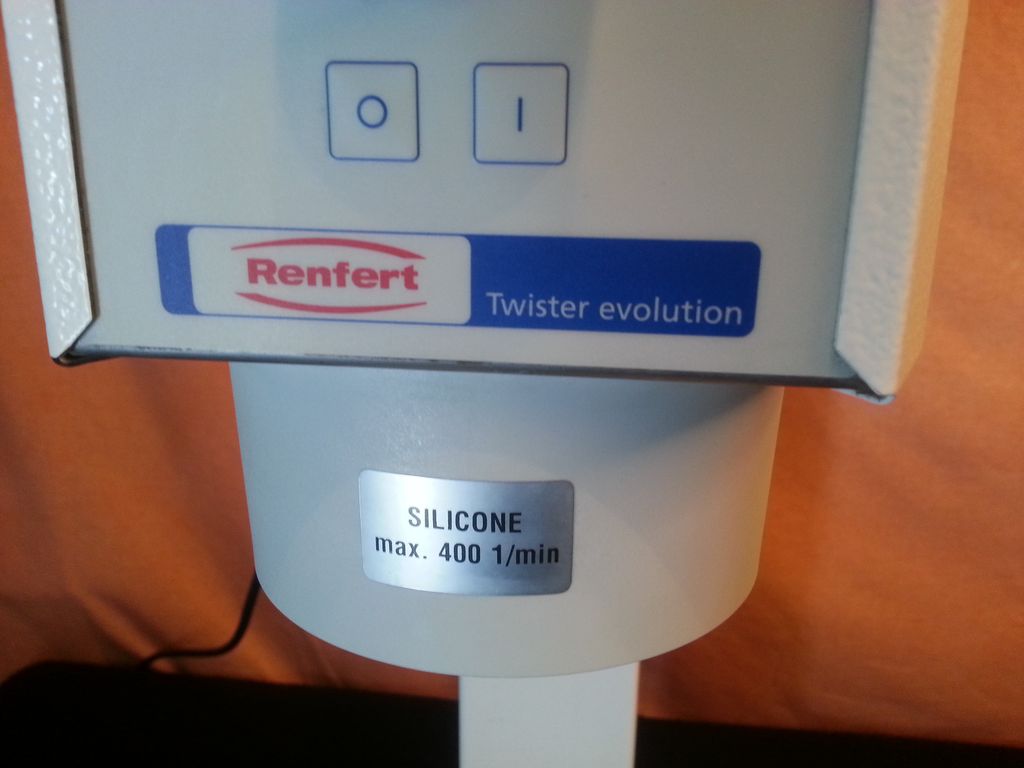 O I
Renfert
Twister evolution
SILICONE
max. 400 1/min